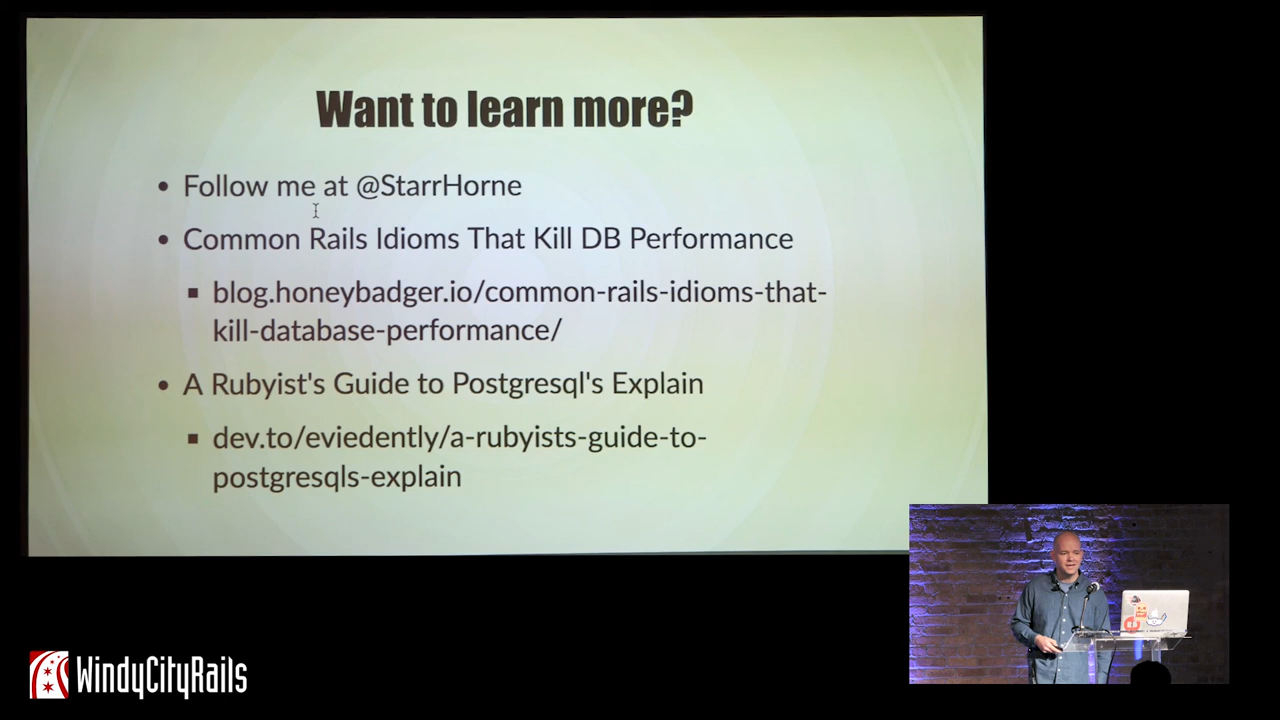 Want to learn more?
Follow me at @StarrHorne
Common Rails Idioms That Kill DB Performance
blog.honeybadger.io/common-rails-idioms-that-
kill-database-performance/
A Rubyist's Guide to Postgresql's Explain
dev.to/eviedently/a-rubyists-guide-to-
postgresqls-explain
WindyCityRails